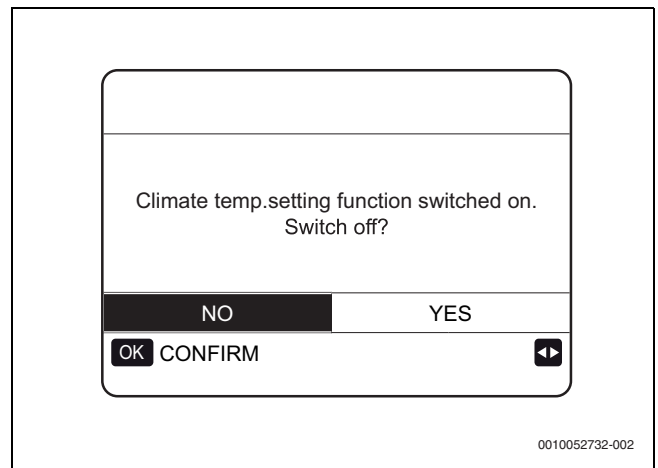 Climate temp.setting function switched on.
Switch off?
NO YES
OK CONFIRM
0010052732-002